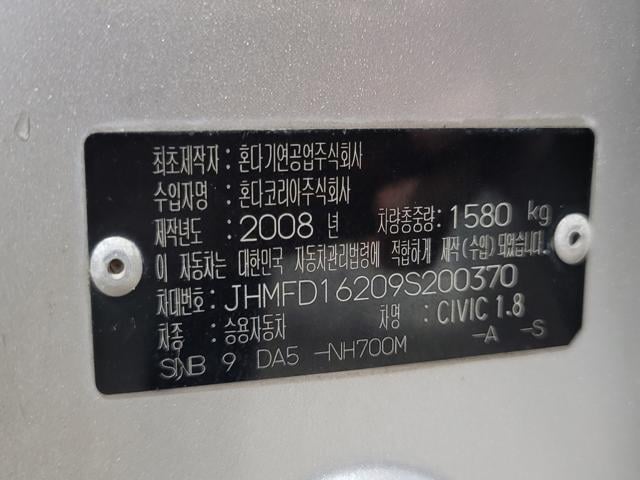 최초제작자 : 혼다기연공업주식회사
수입자명 : 혼다코리아주식회사
제작년도 : 2008 년 차량총중량: 1580 kg
이 자동차는 대한민국 자동차관리법령에 적합하게 제작 (수입) 되었습니다.
차대번호: JHMFD16209S200370
차종 : 승용자동차 차명 : CIVIC 1.8
SNB 9 DA5 -NH700M -A -S